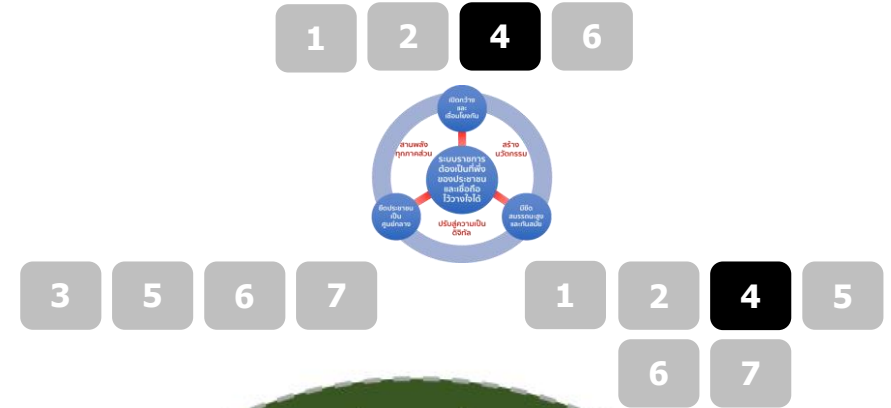 1 2 4 6
เปิดกว้าง
และ
เชื่อมโยงกัน
สานพลัง
ทุกภาคส่วน
สร้าง
นวัตกรรม
ระบบราชการ
ต้องเป็นที่พึ่ง
ของประชาชน
และเชื่อถือ
ไว้วางใจได้
ยึดประชาชน
เป็น
ศูนย์กลาง
มีขีด
สมรรถนะสูง
และทันสมัย
ปรับสู่ความเป็น
ดิจิทัล
3 5 6 7
1 2 4 5
6 7